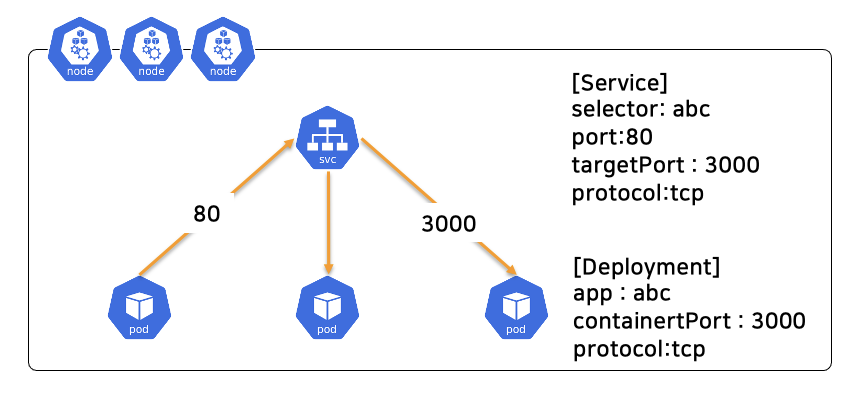 node
node
node
svc
80
3000
pod
pod
pod
[Service]
selector: abc
port:80
targetPort : 3000
protocol:tcp
[Deployment]
app : abc
containertPort : 3000
protocol:tcp